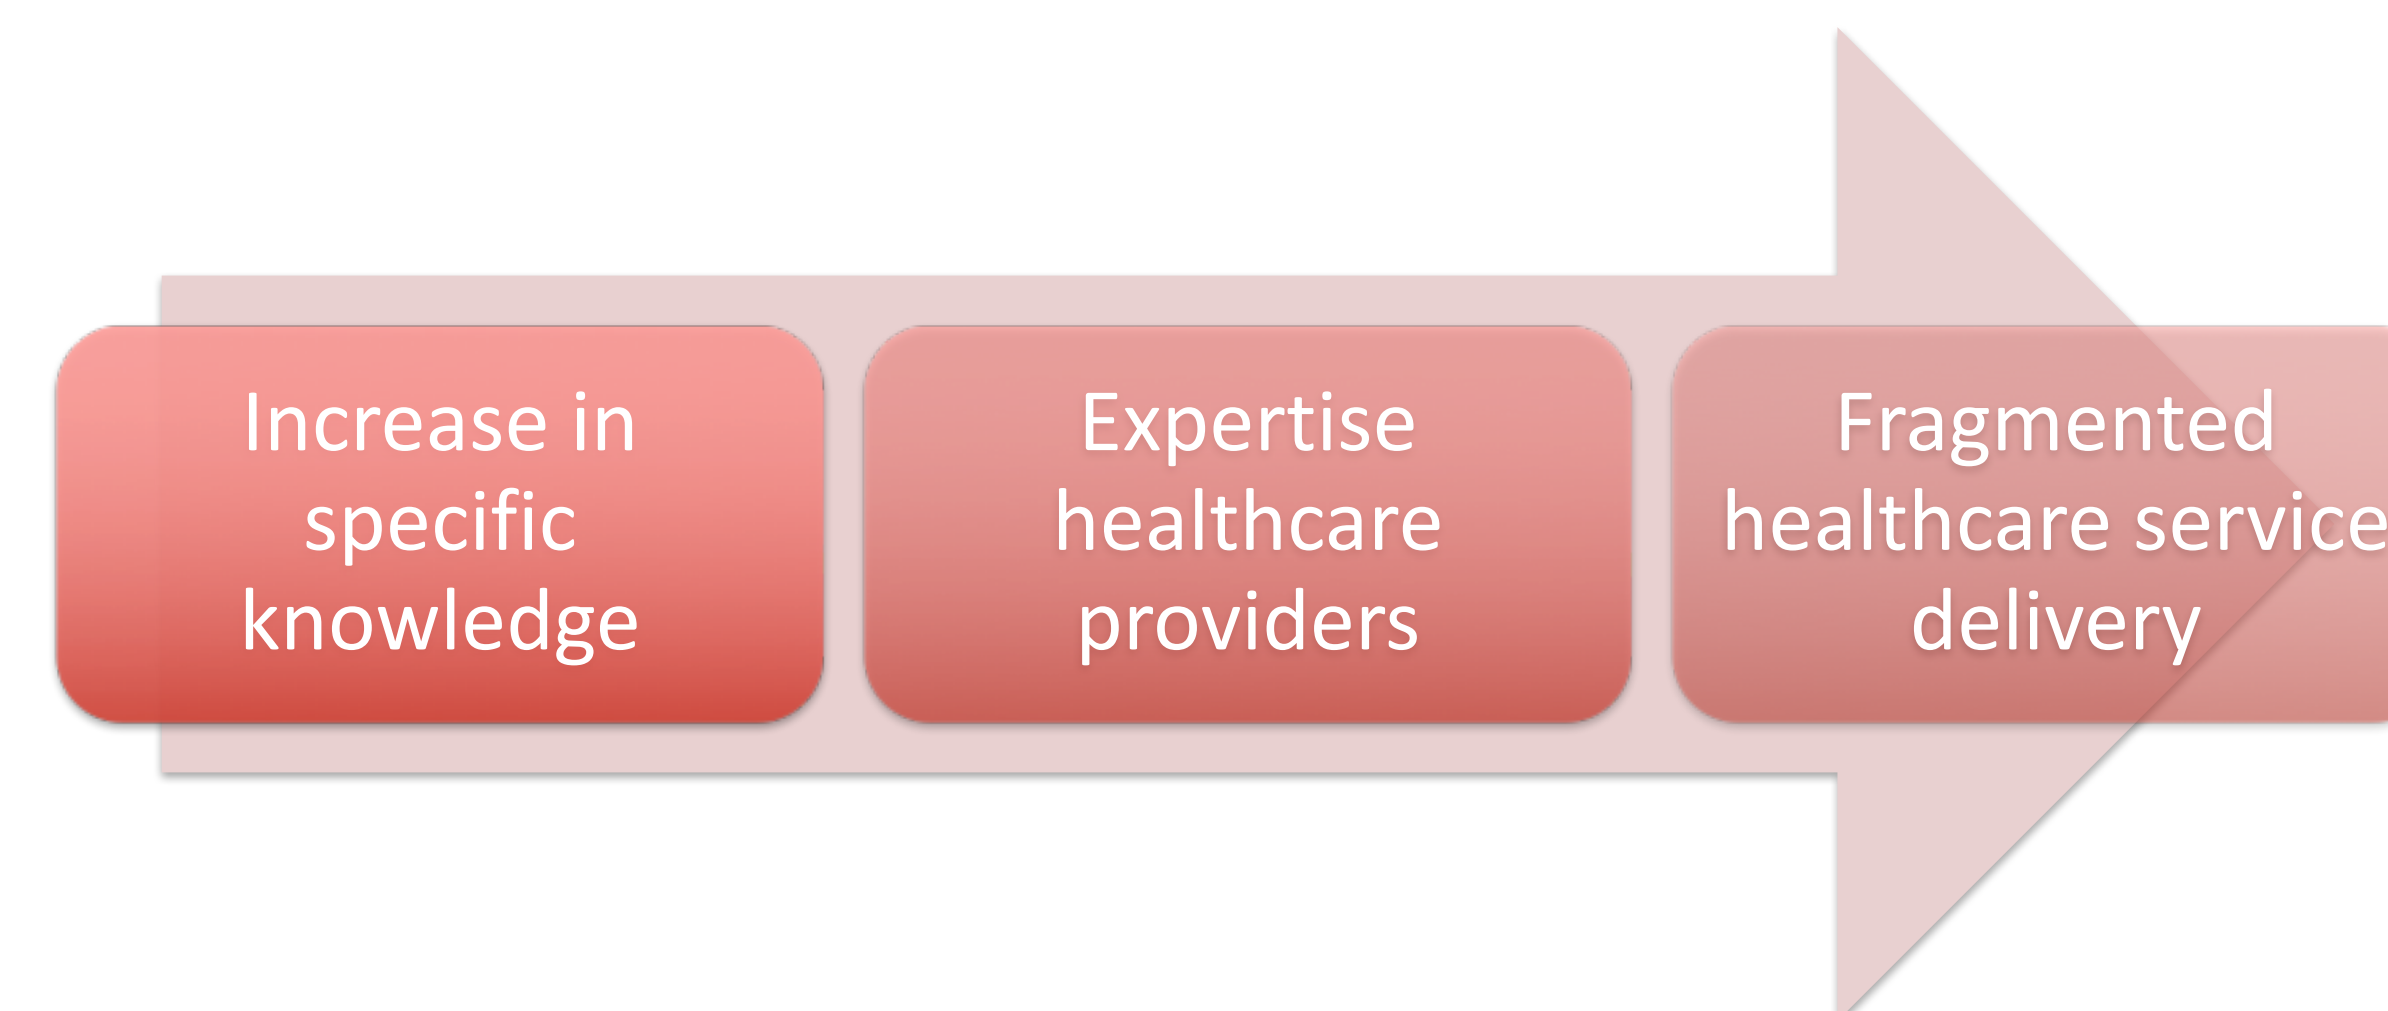 Increase in
specific
knowledge
Expertise
healthcare
providers
Fragmented
healthcare service
delivery